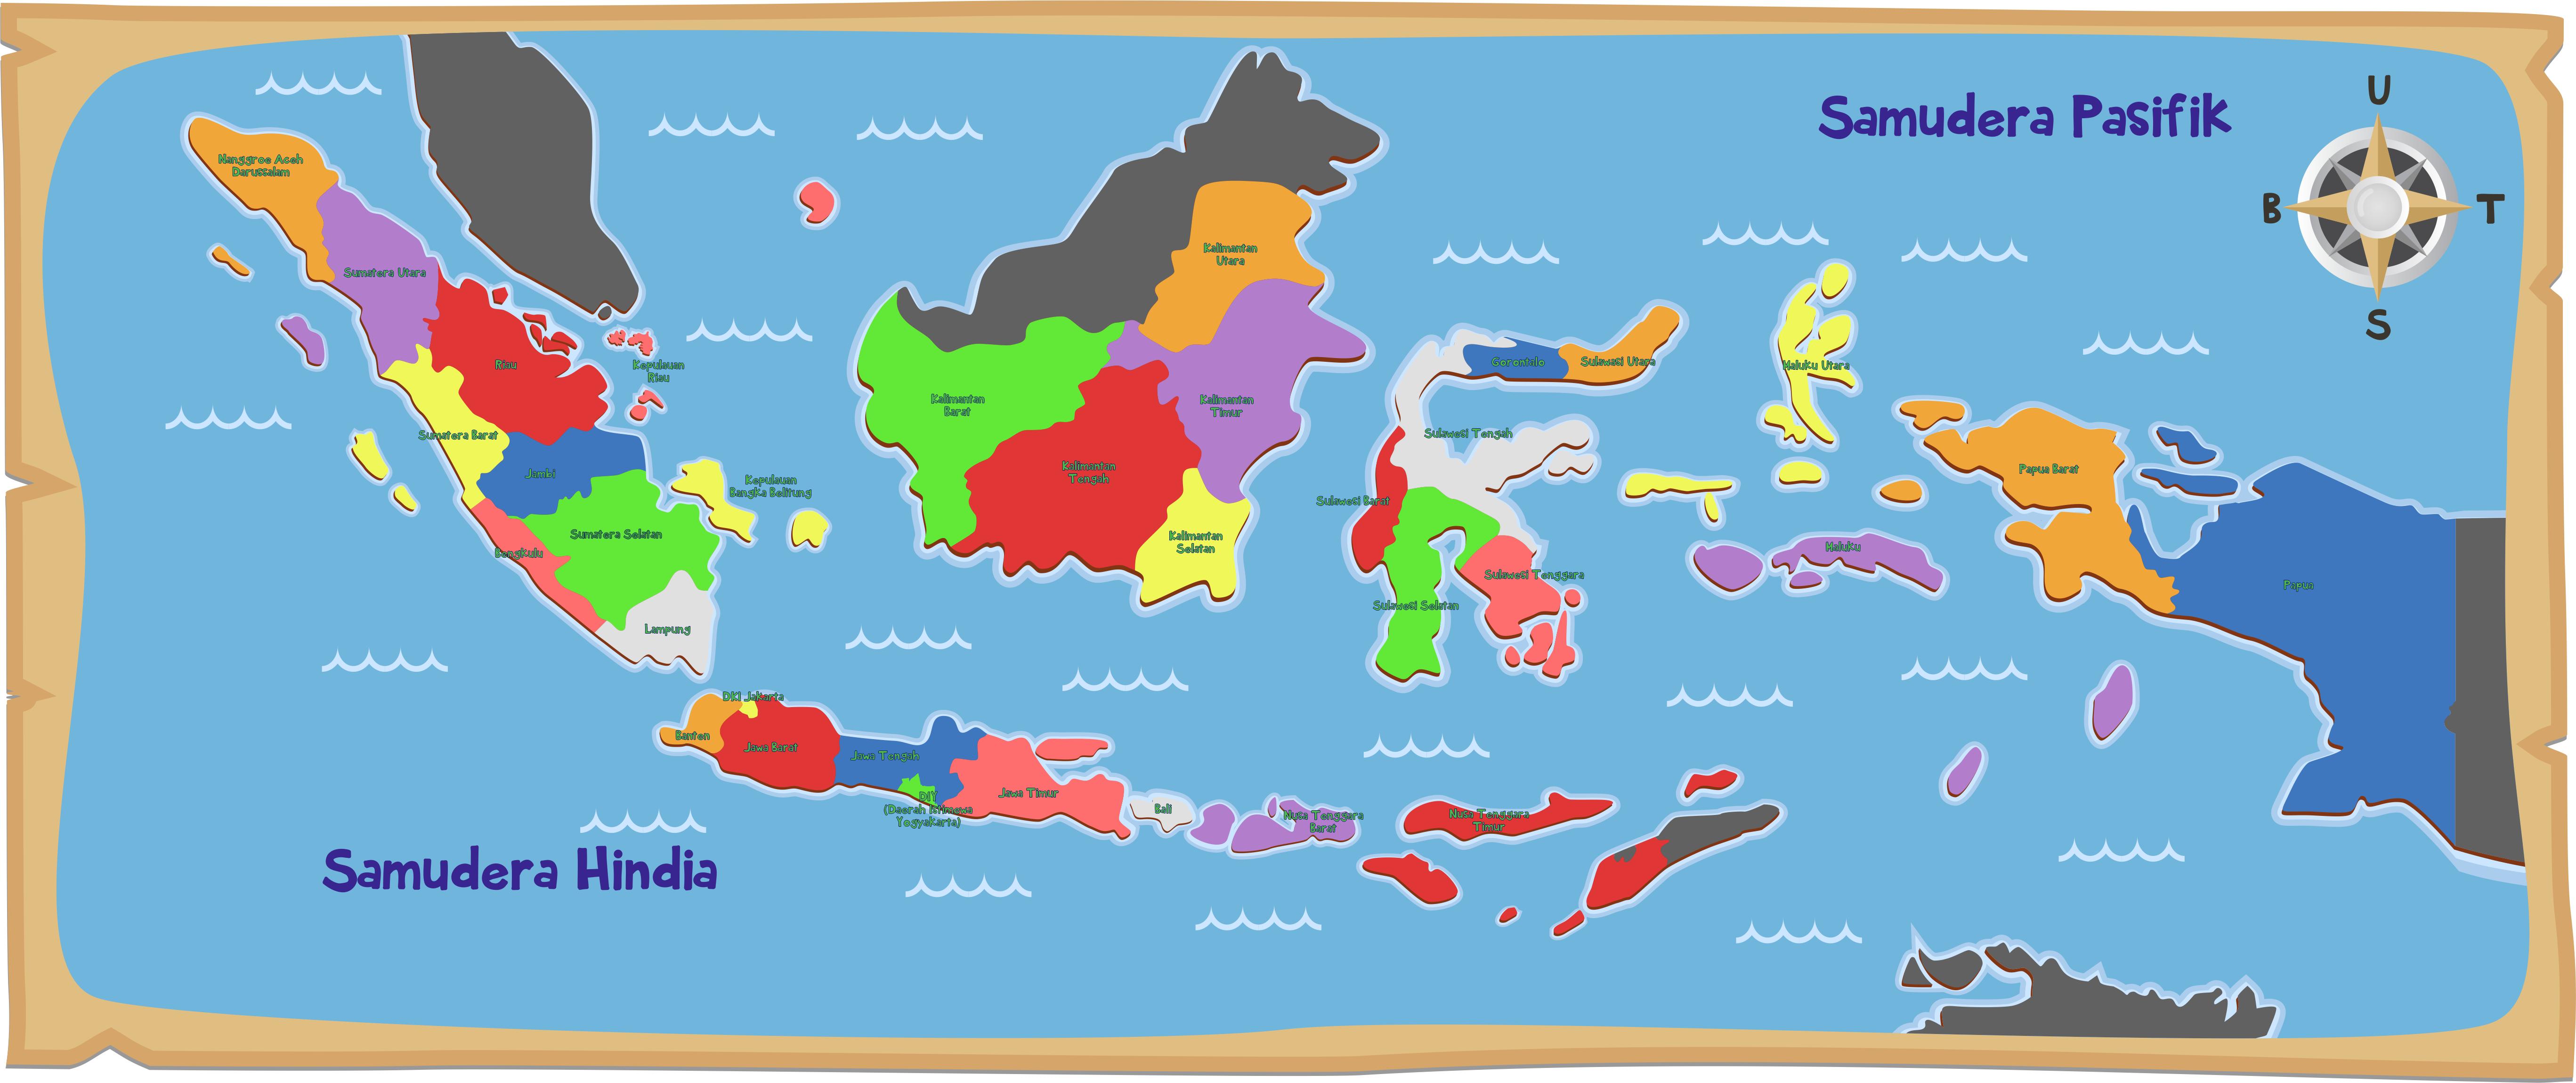 Samudera Pasifik
U
B
T
S
Nanggroe Aceh
Darussalam
Sumatera Utara
Riau
Kepulauan
Riau
Sumatera Barat
Jambi
Kepulauan
Bangka Belitung
Sumatera Selatan
Bengkulu
Lampung
Kalimantan
Utara
Kalimantan
Barat
Kalimantan
Timur
Kalimantan
Tengah
Kalimantan
Selatan
Gorontalo
Sulawesi Utara
Sulawesi Tengah
Sulawesi Barat
Sulawesi Tenggara
Sulawesi Selatan
Maluku Utara
Maluku
Papua Barat
Papua
DKI Jakarta
Banten
Jawa Barat
Jawa Tengah
DIY
(Daerah Istimewa
Yogyakarta)
Jawa Timur
Bali
Nusa Tenggara
Barat
Nusa Tenggara
Timur
Samudera Hindia